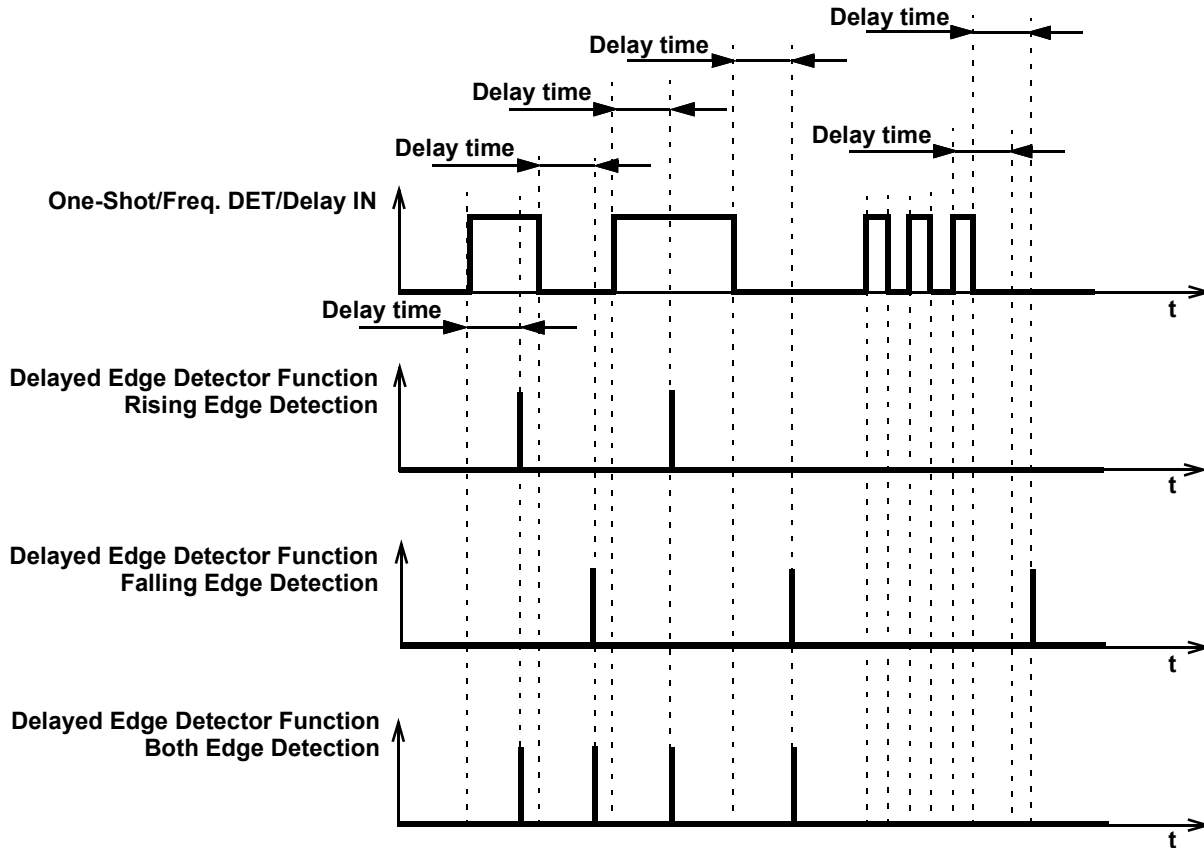 Delay time
Delay time
Delay time
Delay time
Delay time
One-Shot/Freq. DET/Delay IN
t
Delay time
Delayed Edge Detector Function
Rising Edge Detection
t
Delayed Edge Detector Function
Falling Edge Detection
t
Delayed Edge Detector Function
Both Edge Detection
t